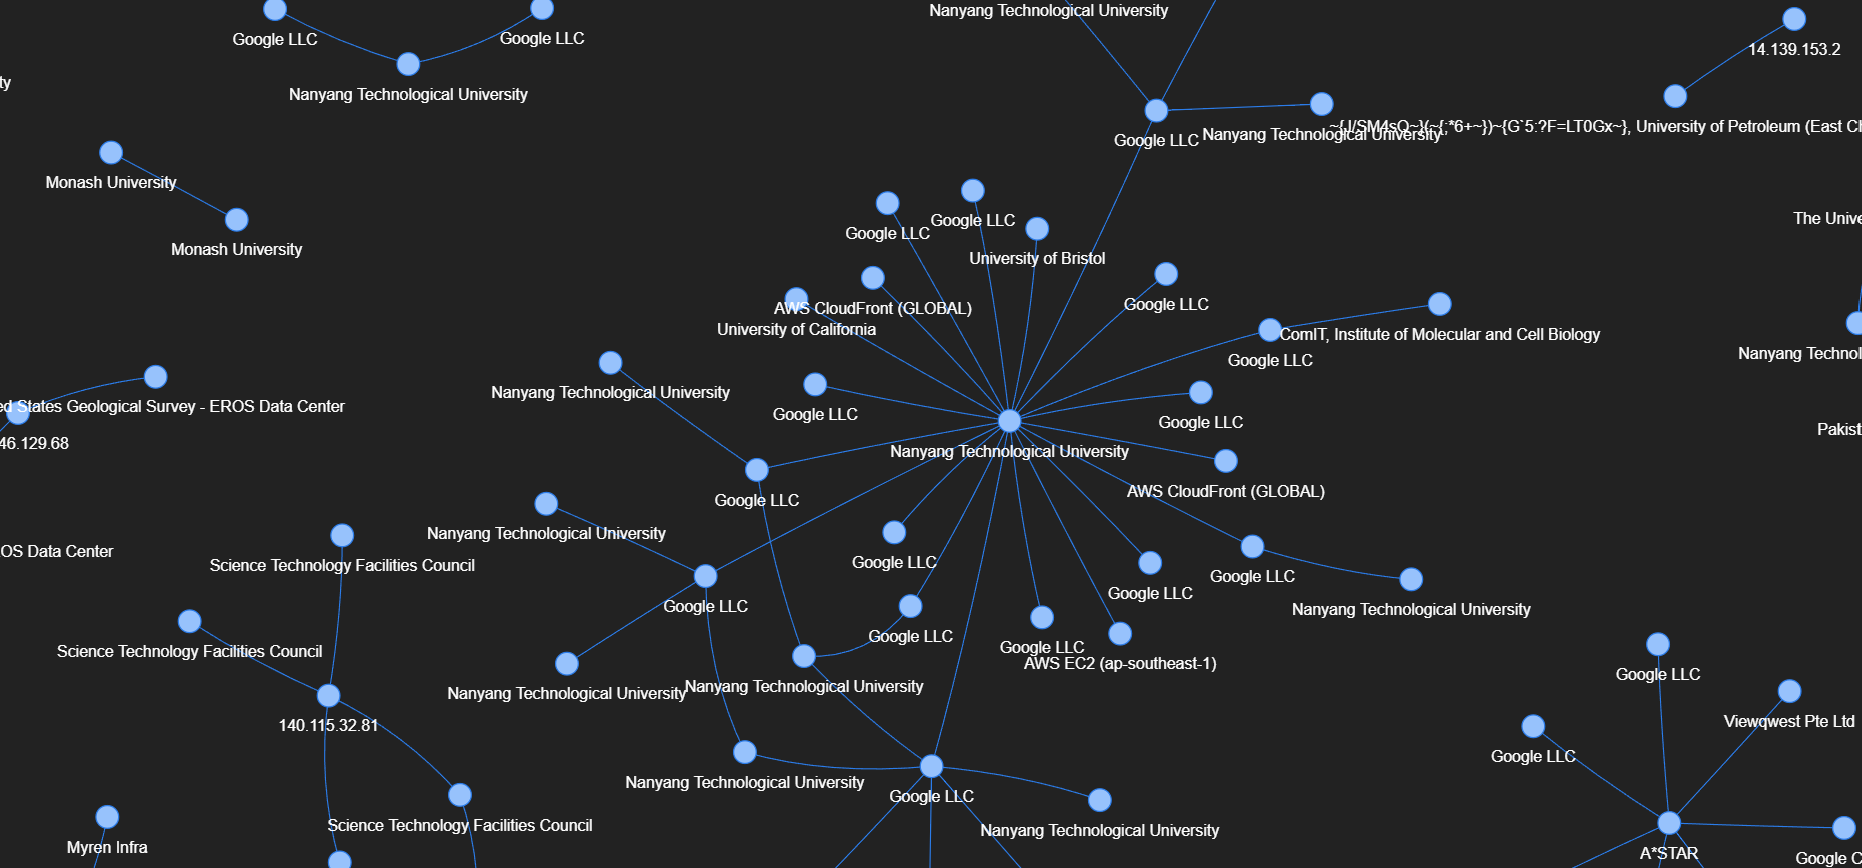 Nanyang Technological University
Google LLC
Google LLC
14.139.153.2
ty
Nanyang Technological University
Google LLC
Nanyang Technological University
~{J/SM4sQ~}(~{;*6+~})~{G`5:?F=LT0Gx~}, University of Petroleum (East
Monash University
The
Google LLC
Google LLC
Monash University
University of Bristol
Google LLC
AWS CloudFront (GLOBAL)
University of California
ComIT, Institute of Molecular and Cell Biology
Nanyang
Google LLC
Nanyang Technological University
ed States Geological Survey - EROS Data Center
Google LLC
Google LLC
46.129.68
Nanyang Technological University
AWS CloudFront (GLOBAL)
Google LLC
Nanyang Technological University
OS Data Center
Google LLC
Science Technology Facilities Council
Google LLC
Google LLC
Google LLC
Nanyang Technological University
Google LLC
Science Technology Facilities Council
Google LLC
AWS EC2 (ap-southeast-1)
Google LLC
Nanyang Technological University
Nanyang Technological University
140.115.32.81
Viewqwest Pte Ltd
Google LLC
Nanyang Technological University
Google LLC
Science Technology Facilities Council
Nanyang Technological University
Myren Infra
A*STAR
Google